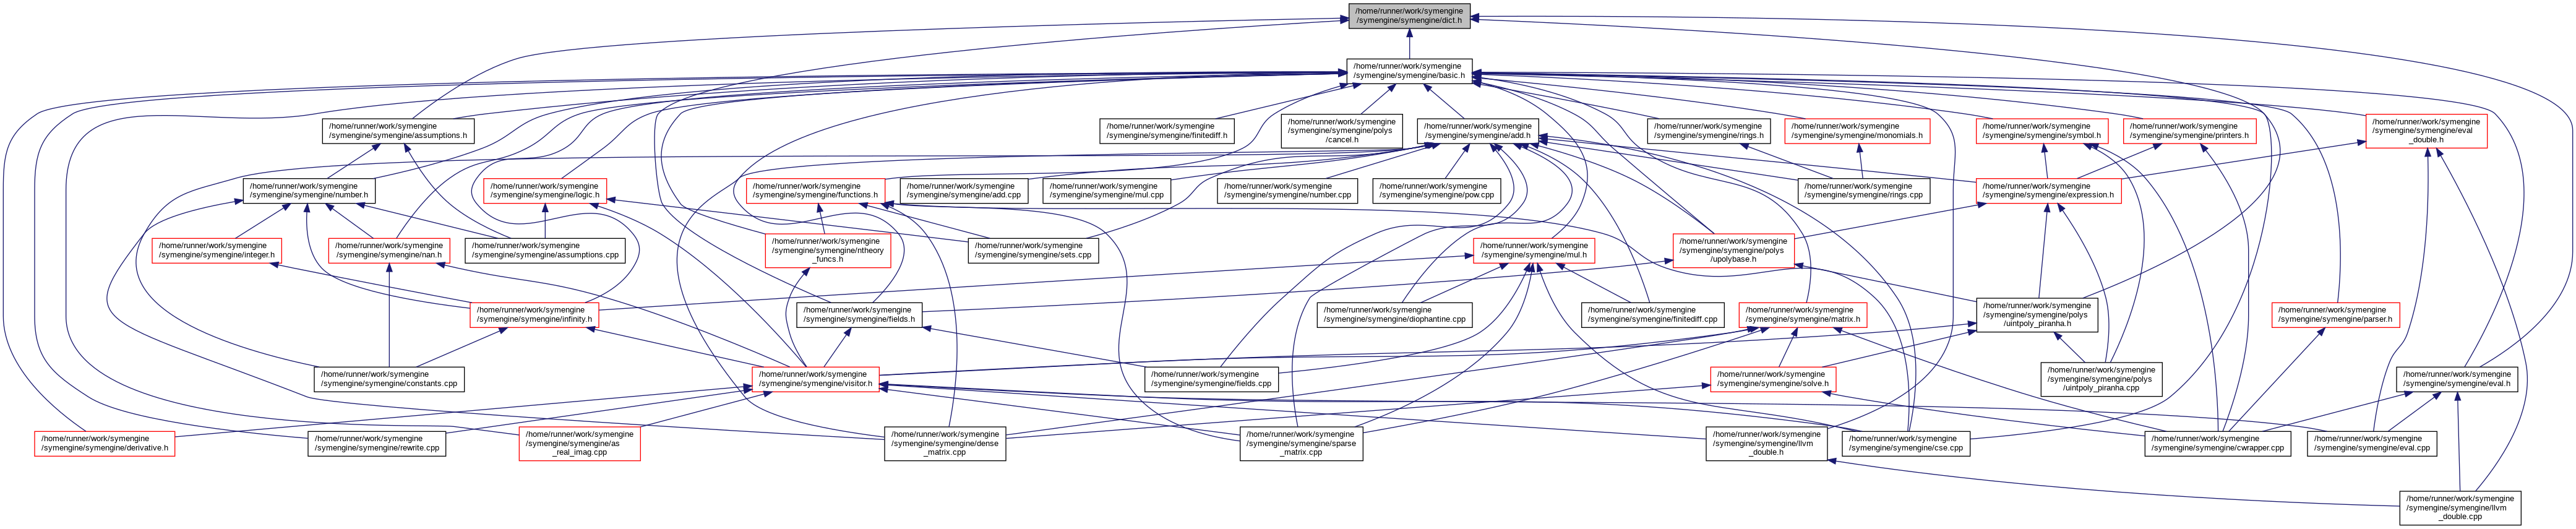 /home/runner/work/symengine
/symengine/symengine/dict.h
/home/runner/work/symengine
/symengine/symengine/basic.h
/home/runner/work/symengine
/symengine/symengine/assumptions.h
/home/runner/work/symengine
/symengine/symengine/finitediff.h
/home/runner/work/symengine
/symengine/symengine/polys
/cancel.h
/home/runner/work/symengine
/symengine/symengine/add.h
/home/runner/work/symengine
/symengine/symengine/rings.h
/home/runner/work/symengine
/symengine/symengine/monomials.h
/home/runner/work/symengine
/symengine/symengine/symbol.h
/home/runner/work/symengine
/symengine/symengine/printers.h
/home/runner/work/symengine
/symengine/symengine/eval
_double.h
/home/runner/work/symengine
/symengine/symengine/number.h
/home/runner/work/symengine
/symengine/symengine/logic.h
/home/runner/work/symengine
/symengine/symengine/functions.h
/home/runner/work/symengine
/symengine/symengine/add.cpp
/home/runner/work/symengine
/symengine/symengine/mul.cpp
/home/runner/work/symengine
/symengine/symengine/number.cpp
/home/runner/work/symengine
/symengine/symengine/pow.cpp
/home/runner/work/symengine
/symengine/symengine/rings.cpp
/home/runner/work/symengine
/symengine/symengine/expression.h
/home/runner/work/symengine
/symengine/symengine/integer.h
/home/runner/work/symengine
/symengine/symengine/nan.h
/home/runner/work/symengine
/symengine/symengine/assumptions.cpp
/home/runner/work/symengine
/symengine/symengine/ntheory
_funcs.h
/home/runner/work/symengine
/symengine/symengine/sets.cpp
/home/runner/work/symengine
/symengine/symengine/mul.h
/home/runner/work/symengine
/symengine/symengine/polys
/upolybase.h
/home/runner/work/symengine
/symengine/symengine/infinity.h
/home/runner/work/symengine
/symengine/symengine/fields.h
/home/runner/work/symengine
/symengine/symengine/diophantine.cpp
/home/runner/work/symengine
/symengine/symengine/finitediff.cpp
/home/runner/work/symengine
/symengine/symengine/matrix.h
/home/runner/work/symengine
/symengine/symengine/polys
/uintpoly_piranha.h
/home/runner/work/symengine
/symengine/symengine/parser.h
/home/runner/work/symengine
/symengine/symengine/constants.cpp
/home/runner/work/symengine
/symengine/symengine/visitor.h
/home/runner/work/symengine
/symengine/symengine/fields.cpp
/home/runner/work/symengine
/symengine/symengine/solve.h
/home/runner/work/symengine
/symengine/symengine/polys
/uintpoly_piranha.cpp
/home/runner/work/symengine
/symengine/symengine/eval.h
/home/runner/work/symengine
/symengine/symengine/derivative.h
/home/runner/work/symengine
/symengine/symengine/rewrite.cpp
/home/runner/work/symengine
/symengine/symengine/as
_real_imag.cpp
/home/runner/work/symengine
/symengine/symengine/dense
_matrix.cpp
/home/runner/work/symengine
/symengine/symengine/sparse
_matrix.cpp
/home/runner/work/symengine
/symengine/symengine/llvm
_double.h
/home/runner/work/symengine
/symengine/symengine/cse.cpp
/home/runner/work/symengine
/symengine/symengine/cwrapper.cpp
/home/runner/work/symengine
/symengine/symengine/eval.cpp
/home/runner/work/symengine
/symengine/symengine/llvm
_double.cpp